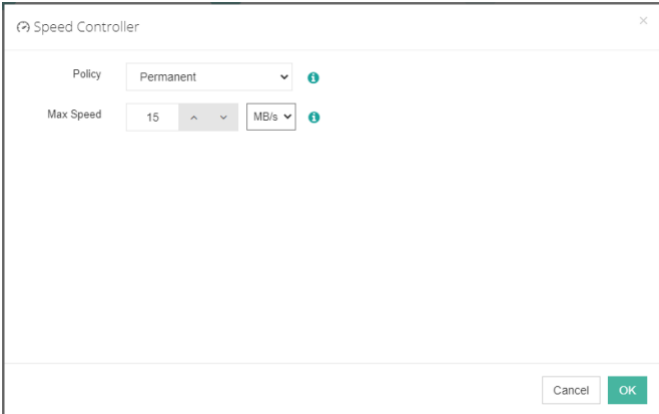 Speed Controller
Policy Permanent
Max Speed 15 MB/s
Cancel OK